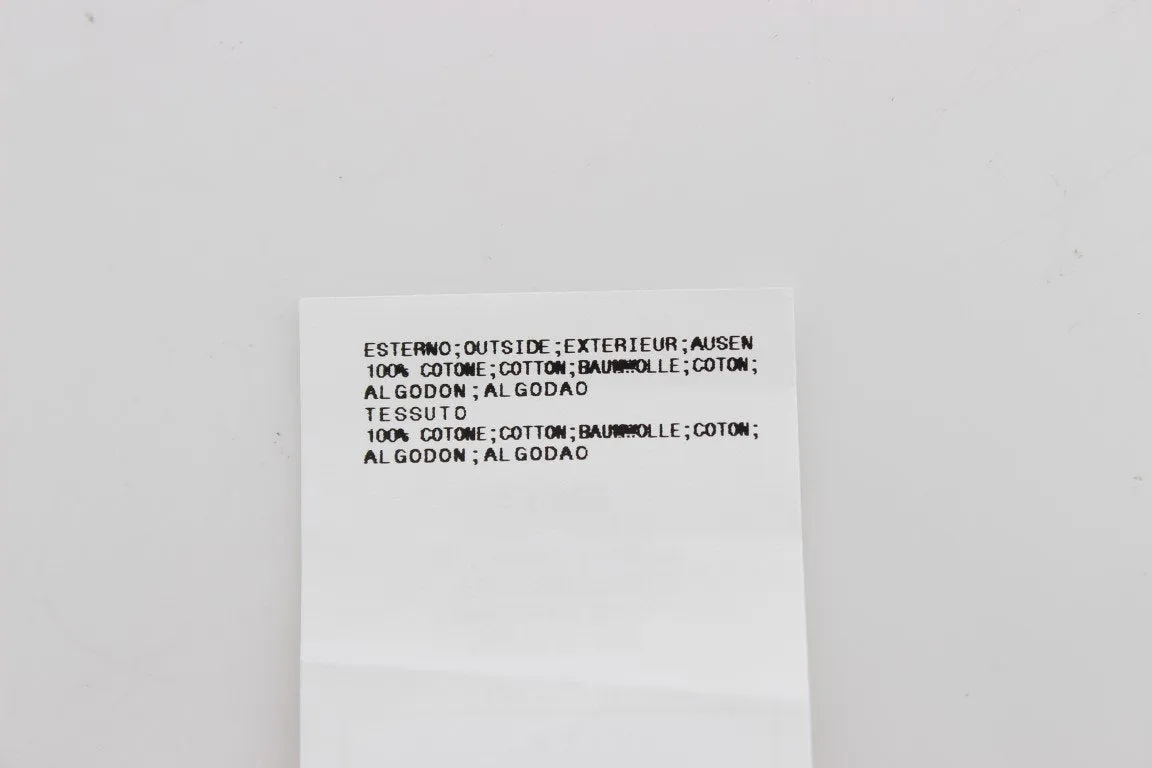 ESTERNO;OUTSIDE;EXTERIEUR;AUSEN
100% COTONE;COTTON;BAUMWOLLE;COTON;
ALGODON;ALGODAO
TESSUTO
100% COTONE;COTTON;BAUMWOLLE;COTON;
ALGODON;ALGODAO